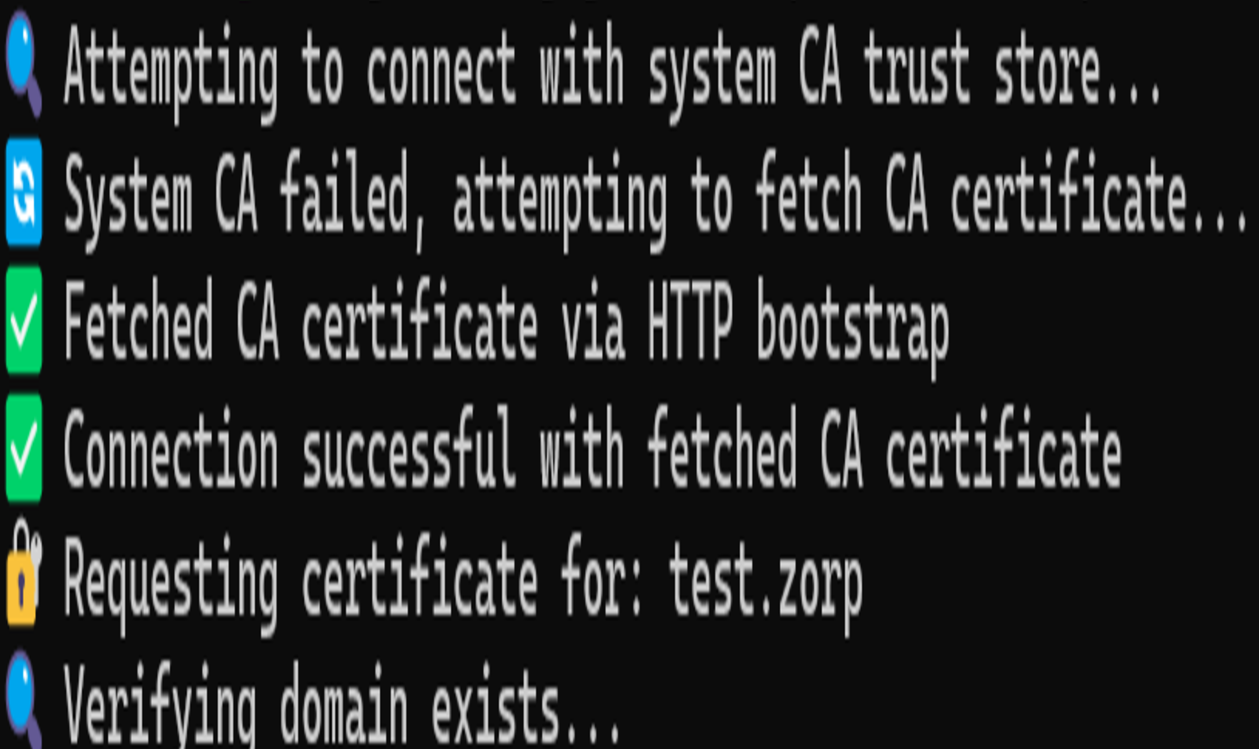 Attempting to connect with system CA trust store...
System CA failed, attempting to fetch CA certificate...
Fetched CA certificate via HTTP bootstrap
Connection successful with fetched CA certificate
Requesting certificate for: test.zorp
Verifying domain exists...